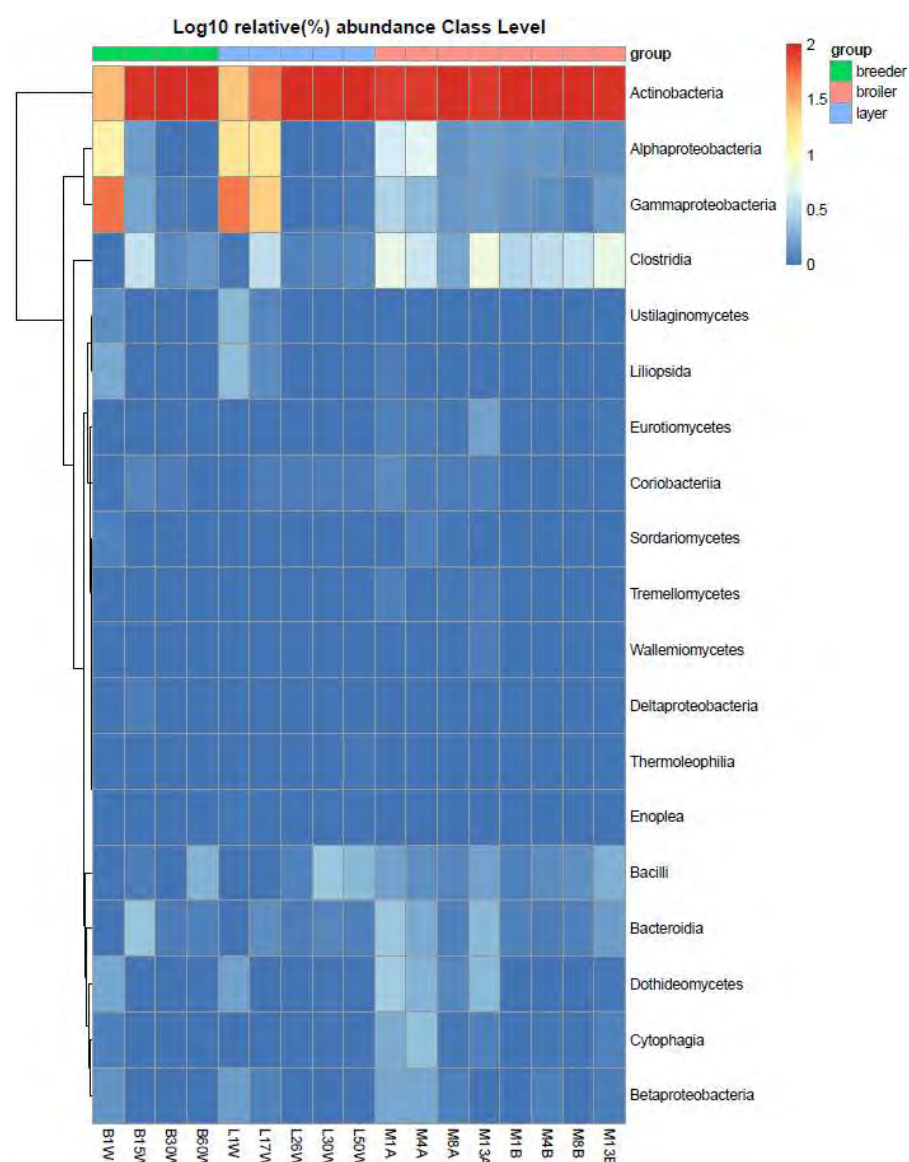 Log10 relative(%) abundance Class Level
group
2
1.5
1
0.5
0
group
breeder
broiler
layer
Actinobacteria
Alphaproteobacteria
Gammaproteobacteria
Clostridia
Ustilaginomycetes
Liliopsida
Eurotiomycetes
Coriobacteriia
Sordariomycetes
Tremellomycetes
Wallemiomycetes
Deltaproteobacteria
Thermoleophilia
Enoplea
Bacilli
Bacteroidia
Dothideomycetes
Cytophagia
Betaproteobacteria
B1W
B15W
B30W
B60W
L1W
L17W
L26W
L30W
L50W
M1A
M4A
M8A
M13A
M1B
M4B
M8B
M13B